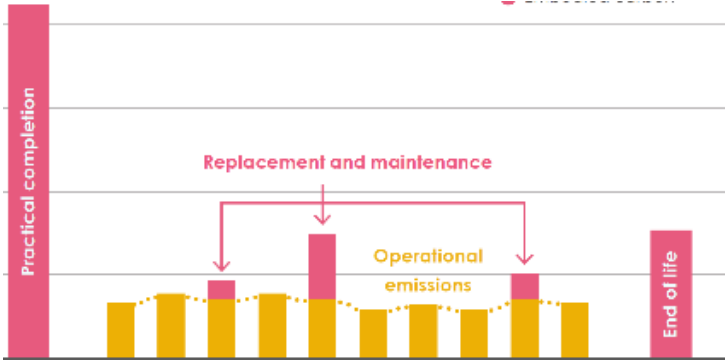 Practical completion
Replacement and maintenance
Operational
emissions
End of life